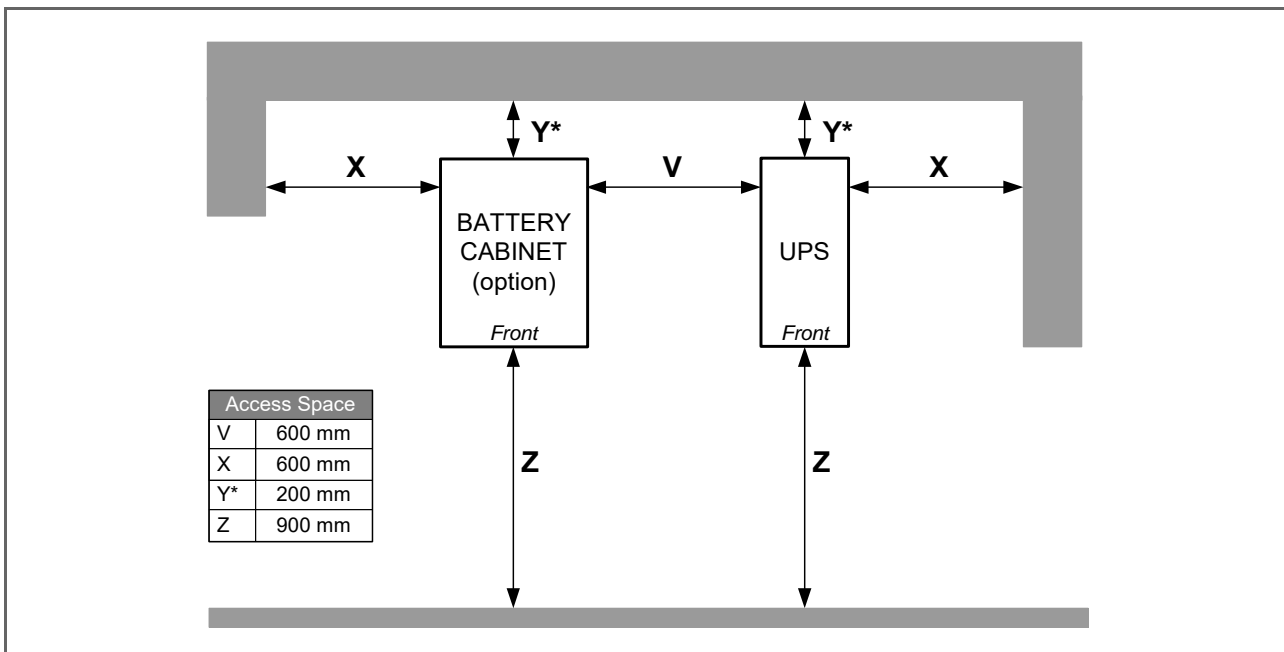 Y*
Y*
X
V
X
BATTERY
CABINET
(option)
Front
UPS
Front
Z
Z
Access Space
V 600 mm
X 600 mm
Y* 200 mm
Z 900 mm